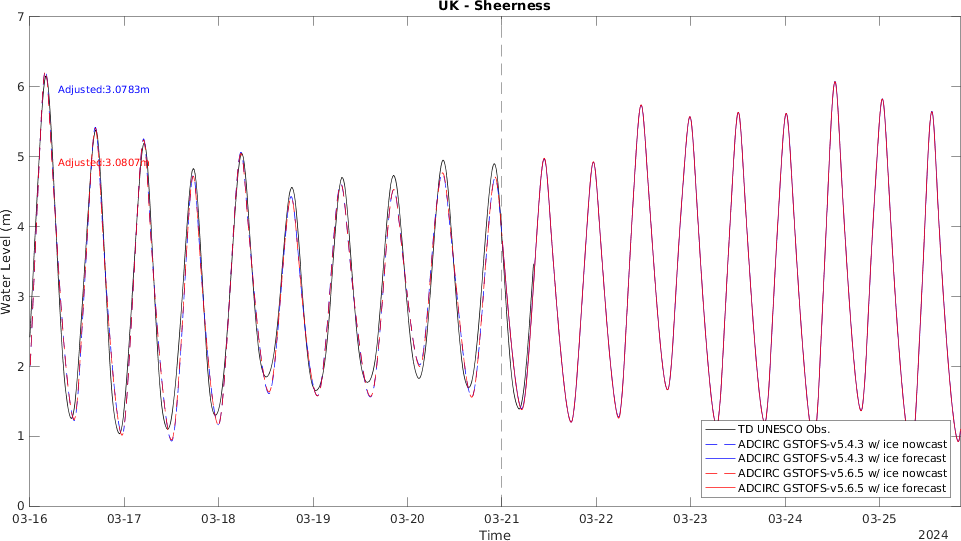 UK - Sheerness
7
6
5
4
3
2
1
0
Water Level (m)
Adjusted:3.0783m
Adjusted:3.0807m
TD UNESCO Obs.
ADCIRC GSTOFS-v5.4.3 w/ ice nowcast
ADCIRC GSTOFS-v5.4.3 w/ ice forecast
ADCIRC GSTOFS-v5.6.5 w/ ice nowcast
ADCIRC GSTOFS-v5.6.5 w/ ice forecast
03-16 03-17 03-18 03-19 03-20 03-21 03-22 03-23 03-24 03-25
Time
2024